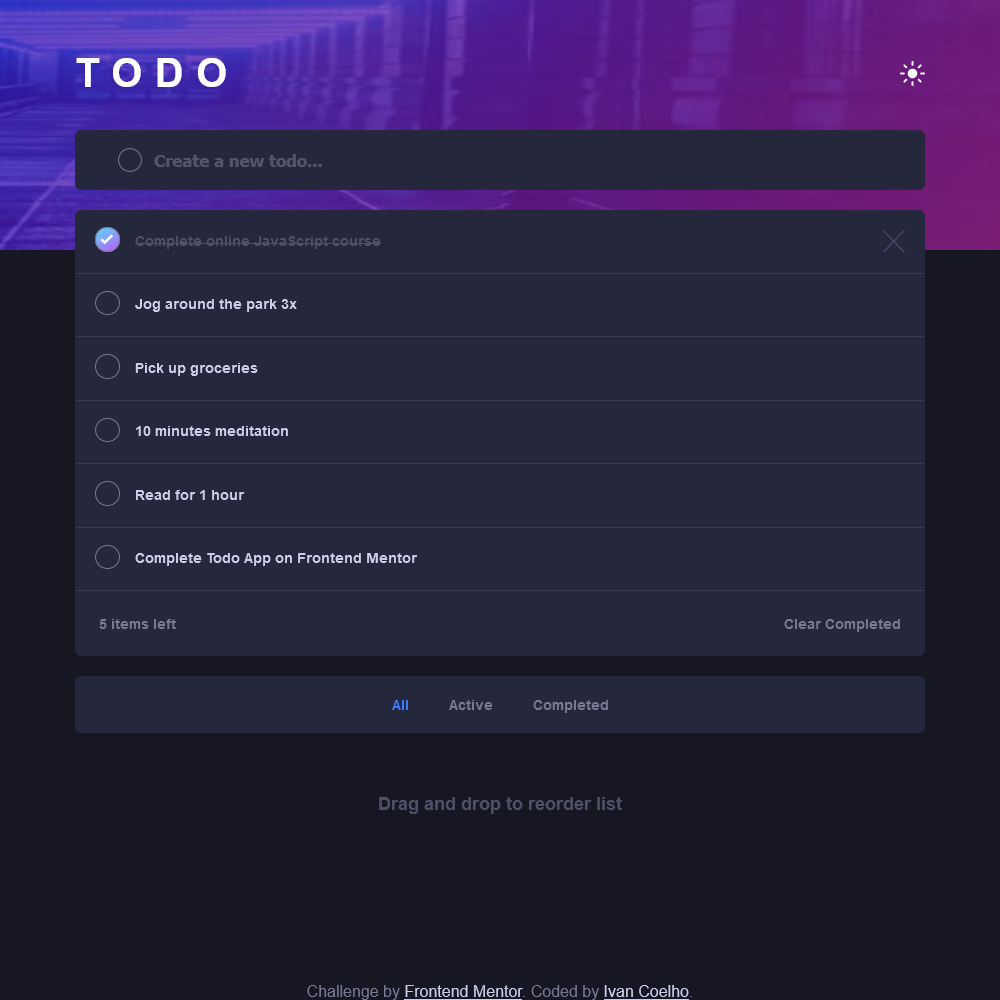 TODO
Create a new todo...
Complete online JavaScript course
Jog around the park 3x
Pick up groceries
10 minutes meditation
Read for 1 hour
Complete Todo App on Frontend Mentor
5 items left Clear Completed
All Active Completed
Drag and drop to reorder list
Challenge by Frontend Mentor. Coded by Ivan Coelho.